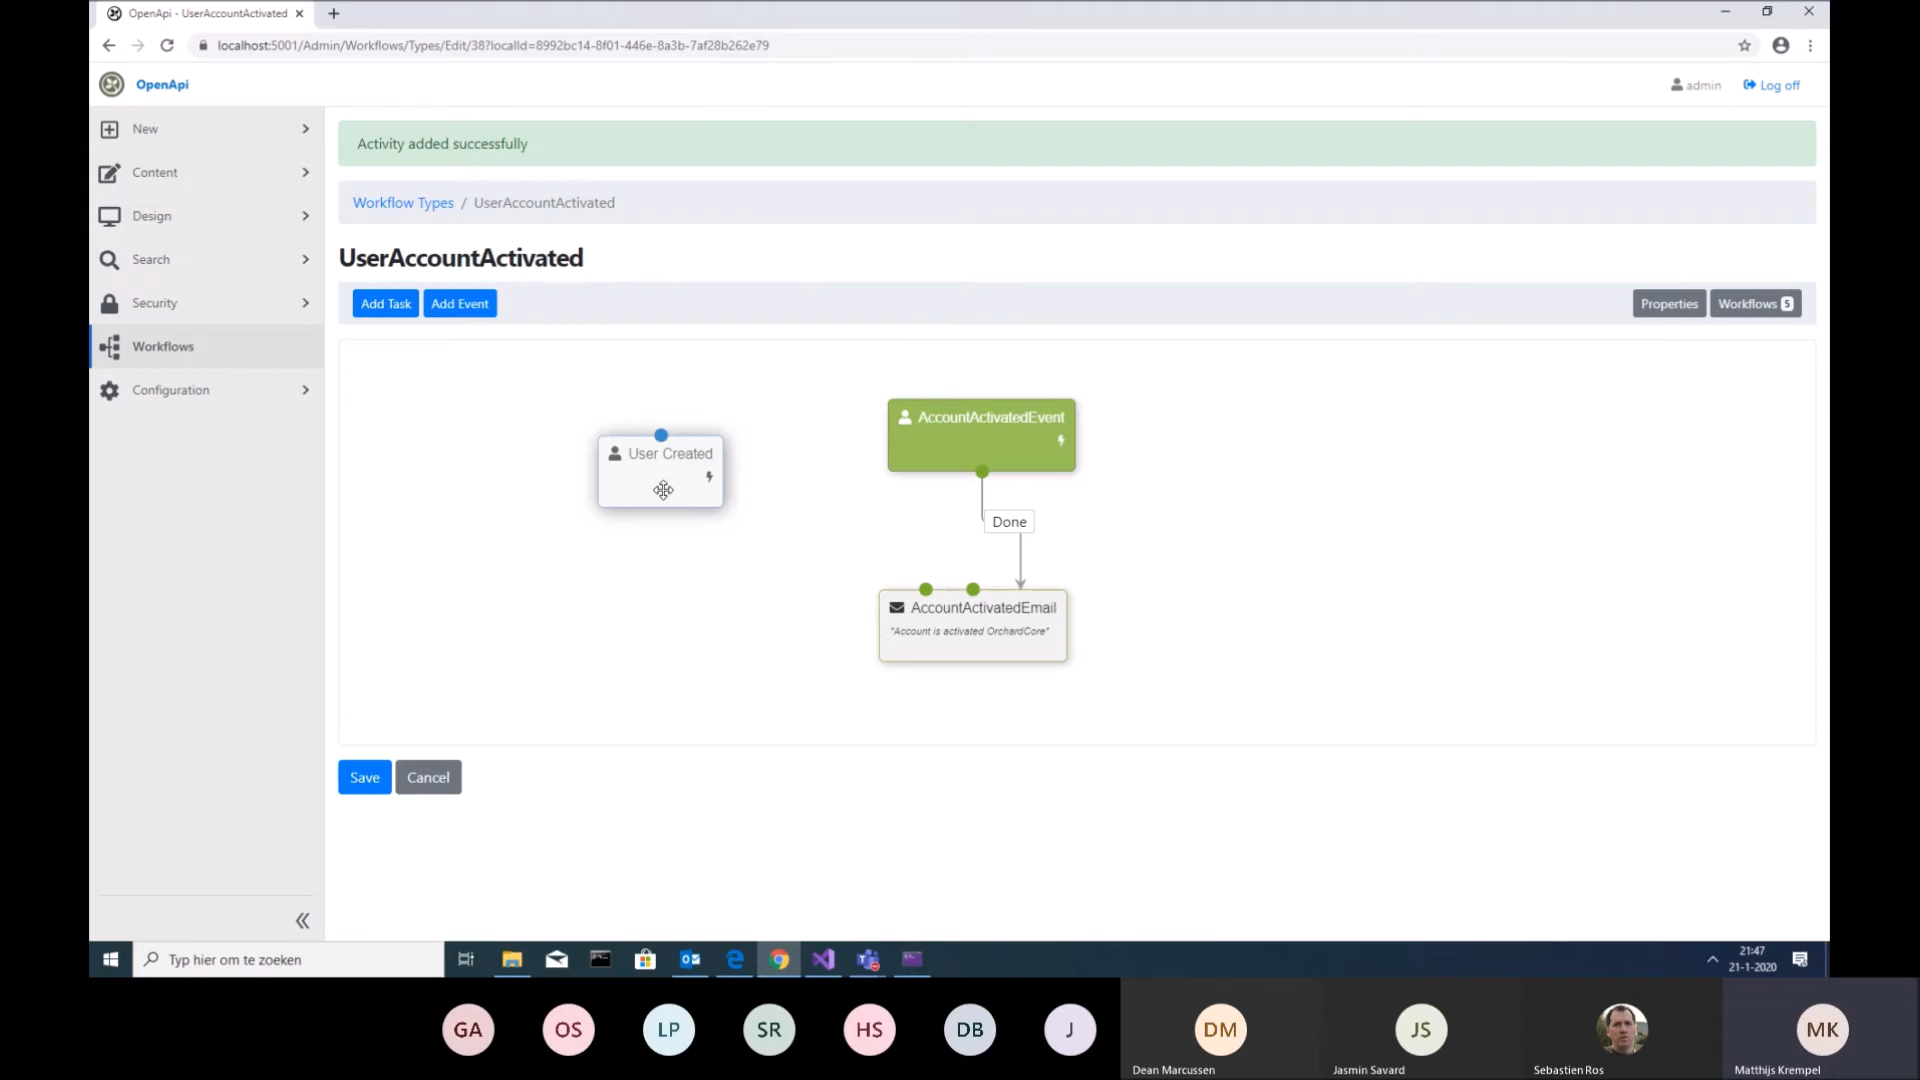 OpenApi - UserAccountActivated
localhost:5001/Admin/Workflows/Types/Edit/38?localId=8992bc14-8f01-446e-8a3b-7af28b262e79
OpenApi
admin
Log off
New
Content
Design
Search
Security
Workflows
Configuration
Activity added successfully
Workflow Types / UserAccountActivated
UserAccountActivated
Add Task
Add Event
Properties
Workflows 5
AccountActivatedEvent
User Created
Done
AccountActivatedEmail
"Account is activated OrchardCore"
Save
Cancel
Typ hier om te zoeken
21:47
21-1-2020
GA
OS
LP
SR
HS
DB
J
DM
JS
MK
Dean Marcussen
Jasmin Savard
Sebastien Ros
Matthijs Krempel